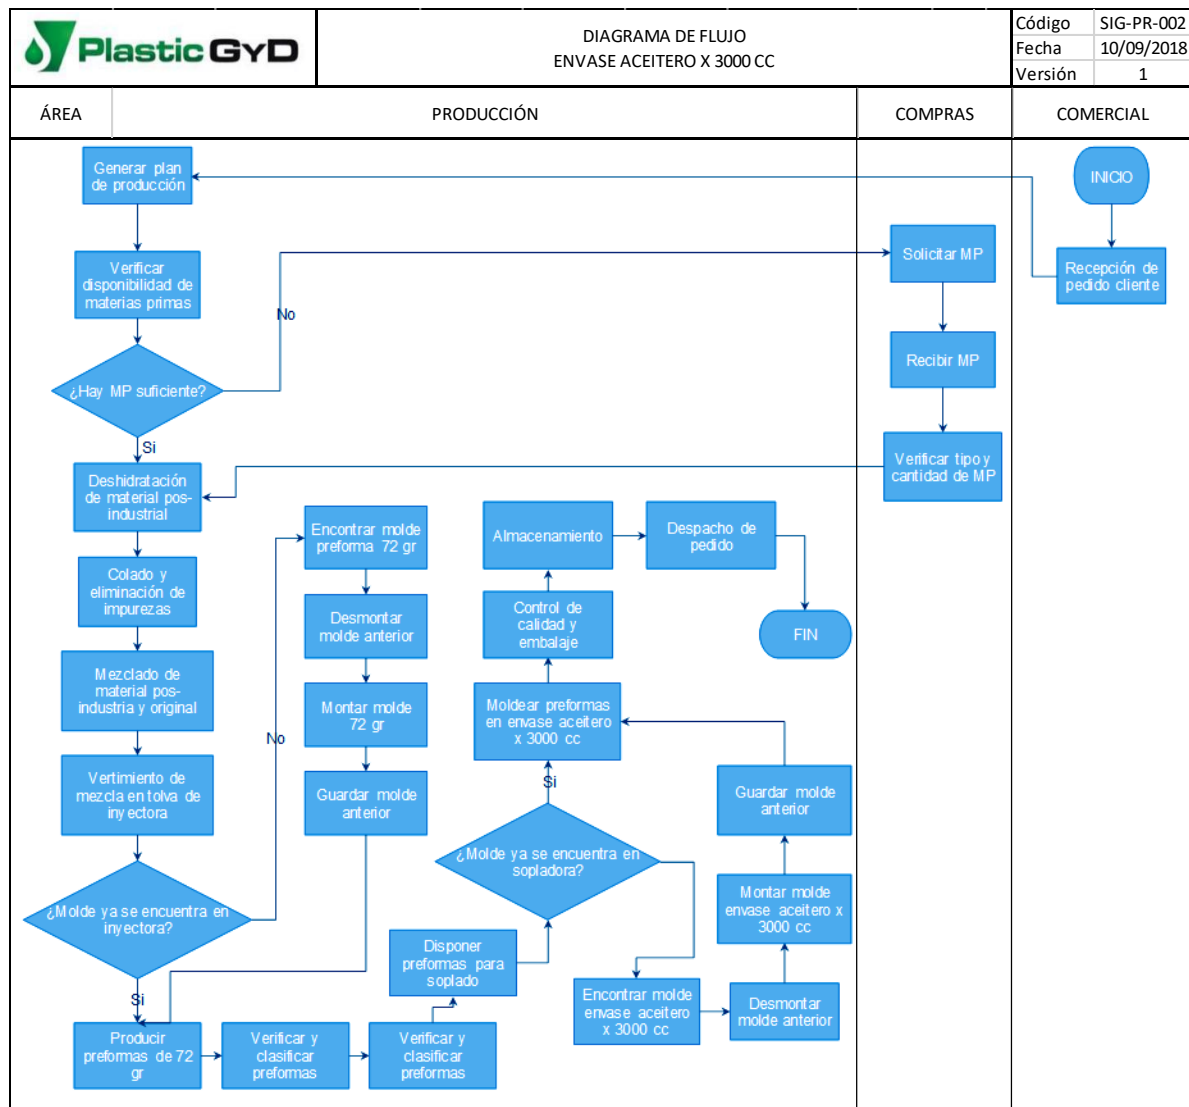 Plastic GYD
DIAGRAMA DE FLUJO
ENVASE ACEITERO X 3000 CC
Código SIG-PR-002
Fecha 10/09/2018
Versión 1
ÁREA
PRODUCCIÓN
COMPRAS
COMERCIAL
Generar plan
de producción
INICIO
Verificar
disponibilidad de
materias primas
Solicitar MP
Recepción de
pedido cliente
No
¿Hay MP suficiente?
Recibir MP
Si
Deshidratación
de material pos-
industrial
Verificar tipo y
cantidad de MP
Colado y
eliminación de
impurezas
Mezclado de
material pos-
industria y original
No
Vertimiento de
mezcla en tolva de
inyectora
¿Molde ya se encuentra en
inyectora?
Si
Encontrar molde
preforma 72 gr
Desmontar
molde anterior
Montar molde
72 gr
Guardar molde
anterior
Producir
preformas de 72
gr
Verificar y
clasificar
preformas
Verificar y
clasificar
preformas
Disponer
preformas para
soplado
¿Molde ya se encuentra en
sopladora?
Si
Encontrar molde
envase aceitero
x 3000 cc
Desmontar
molde anterior
Montar molde
envase aceitero x
3000 cc
Guardar molde
anterior
Moldear preformas
en envase aceitero
x 3000 cc
Control de
calidad y
embalaje
Almacenamiento
Despacho de
pedido
FIN